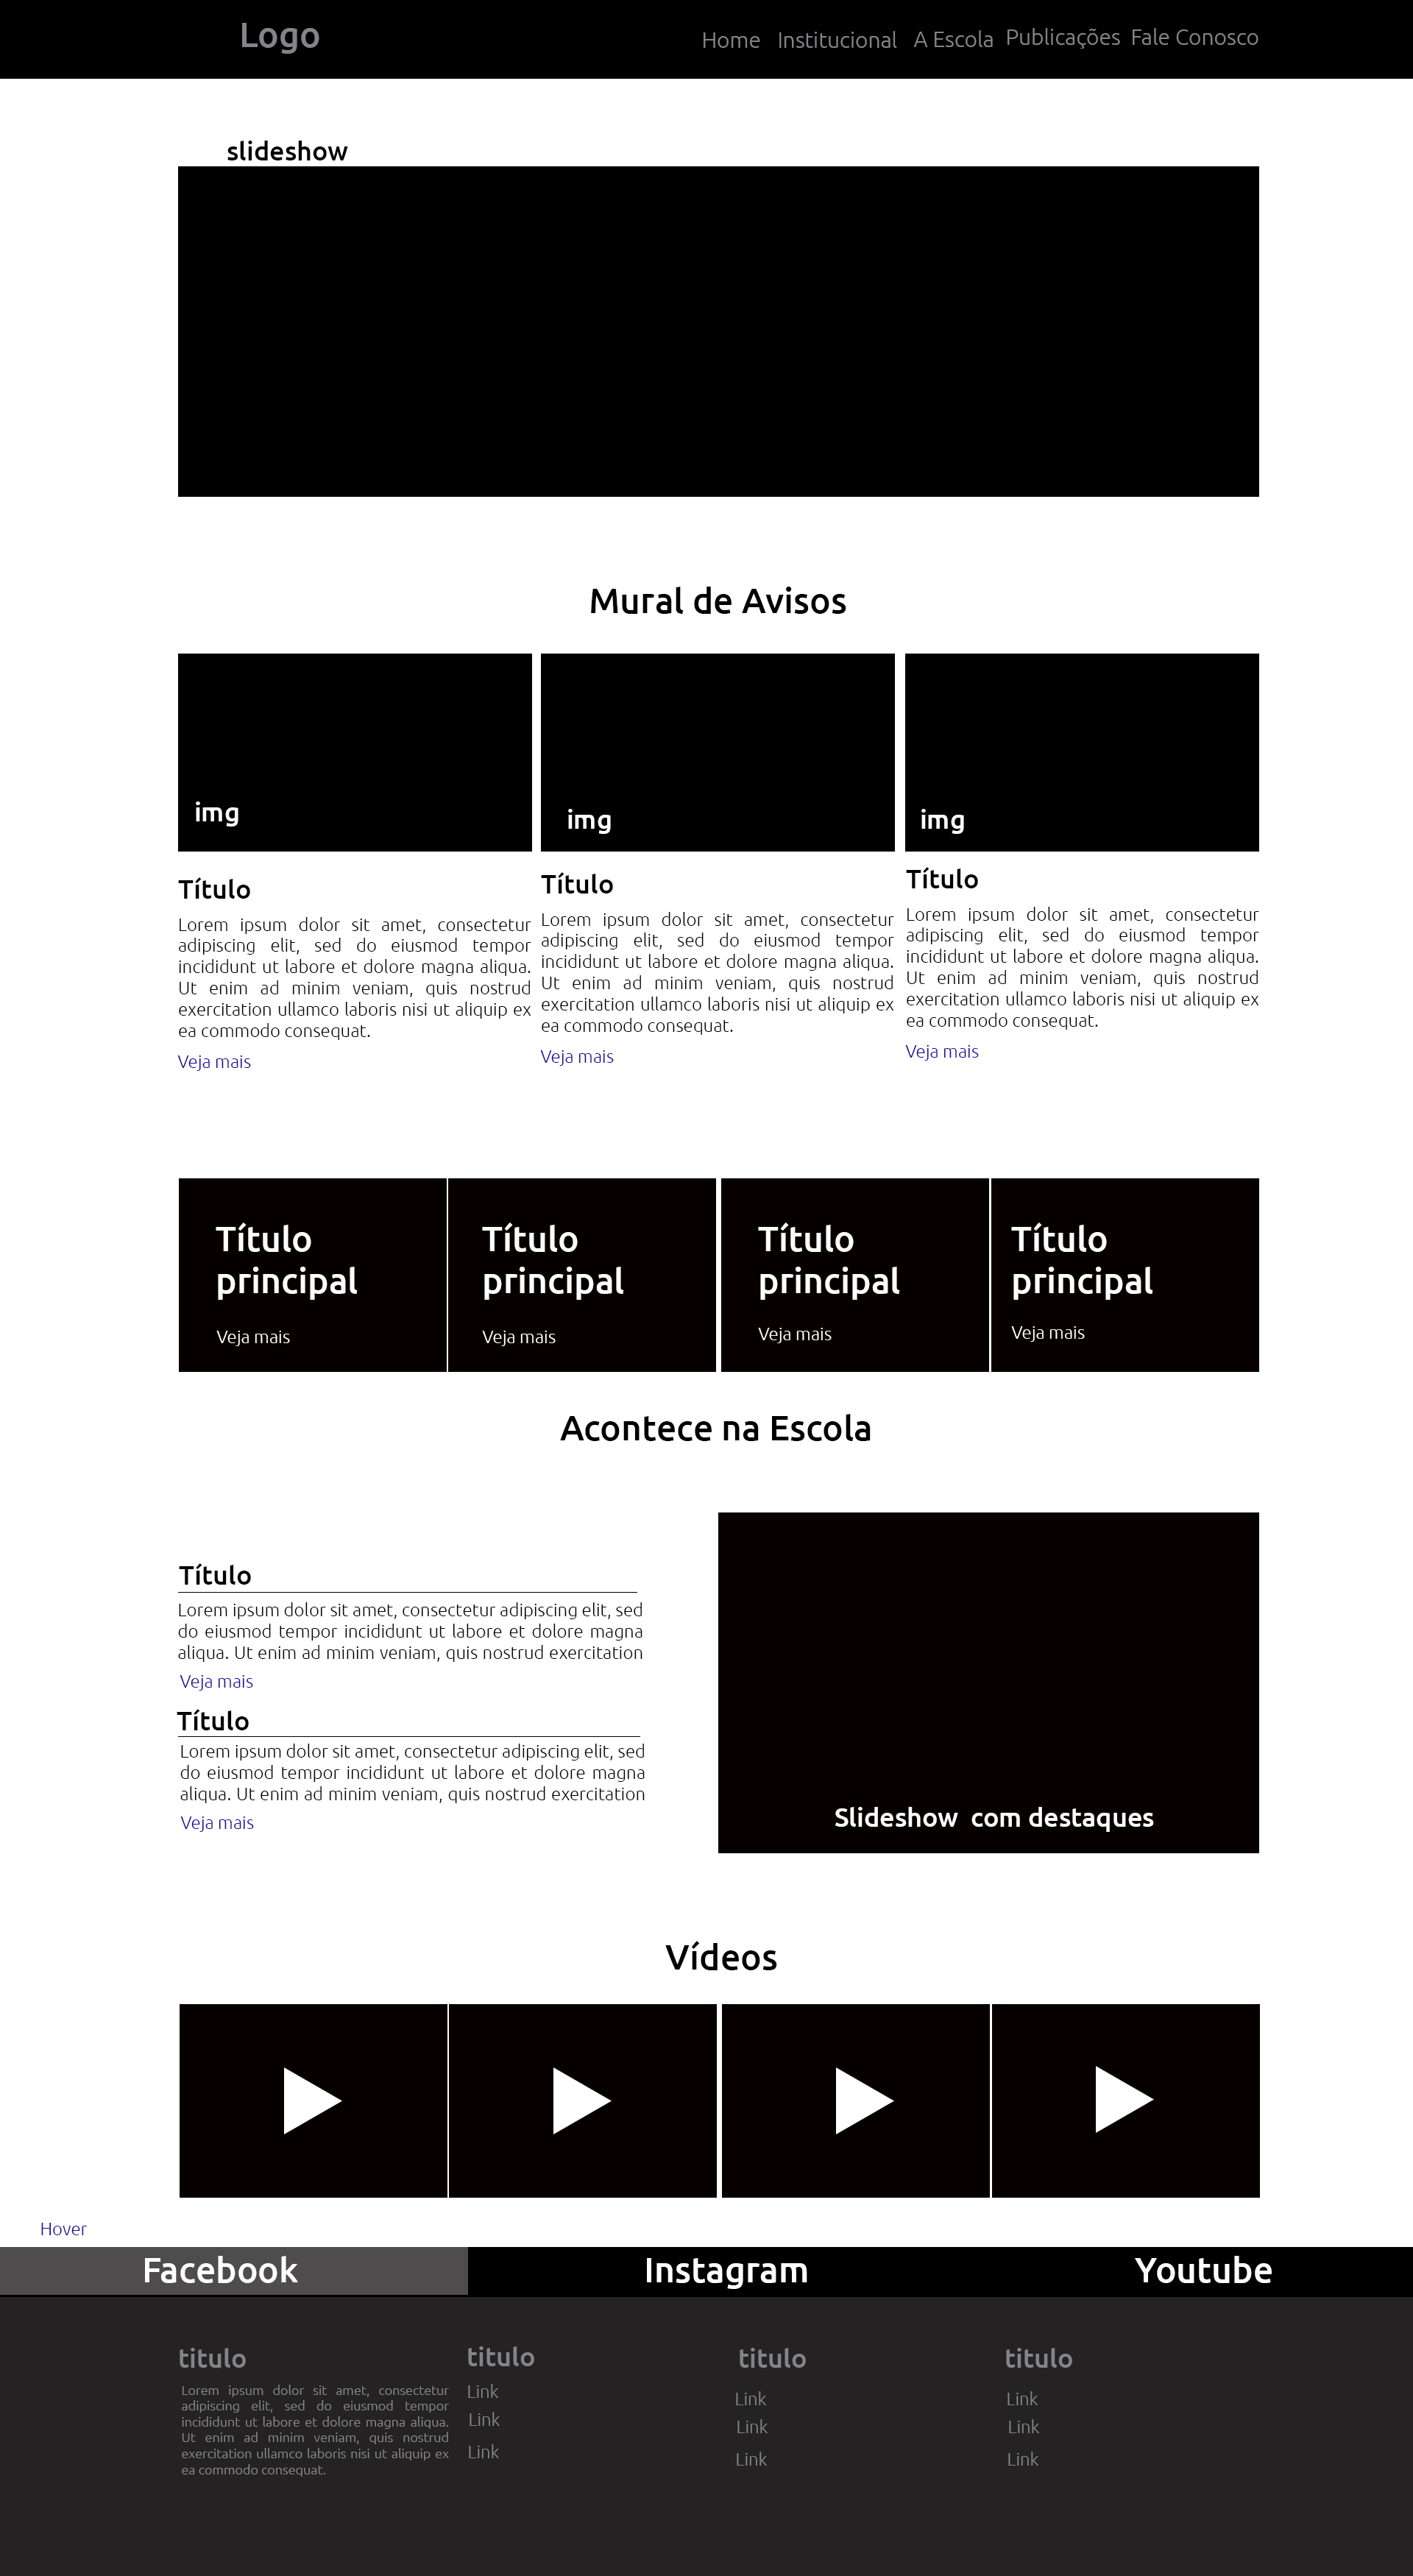 Logo
Home Institucional A Escola Publicações Fale Conosco
slideshow
Mural de Avisos
img
img
img
Título
Lorem ipsum dolor sit amet, consectetur
adipiscing elit, sed do eiusmod tempor
incididunt ut labore et dolore magna aliqua.
Ut enim ad minim veniam, quis nostrud
exercitation ullamco laboris nisi ut aliquip ex
ea commodo consequat.
Veja mais
Título
Lorem ipsum dolor sit amet, consectetur
adipiscing elit, sed do eiusmod tempor
incididunt ut labore et dolore magna aliqua.
Ut enim ad minim veniam, quis nostrud
exercitation ullamco laboris nisi ut aliquip ex
ea commodo consequat.
Veja mais
Título
Lorem ipsum dolor sit amet, consectetur
adipiscing elit, sed do eiusmod tempor
incididunt ut labore et dolore magna aliqua.
Ut enim ad minim veniam, quis nostrud
exercitation ullamco laboris nisi ut aliquip ex
ea commodo consequat.
Veja mais
Título
principal
Veja mais
Título
principal
Veja mais
Título
principal
Veja mais
Título
principal
Veja mais
Acontece na Escola
Título
Lorem ipsum dolor sit amet, consectetur adipiscing elit, sed
do eiusmod tempor incididunt ut labore et dolore magna
aliqua. Ut enim ad minim veniam, quis nostrud exercitation
Veja mais
Título
Lorem ipsum dolor sit amet, consectetur adipiscing elit, sed
do eiusmod tempor incididunt ut labore et dolore magna
aliqua. Ut enim ad minim veniam, quis nostrud exercitation
Veja mais
Slideshow com destaques
Vídeos
Hover
Facebook Instagram Youtube
titulo
Lorem ipsum dolor sit amet, consectetur
adipiscing elit, sed do eiusmod tempor
incididunt ut labore et dolore magna aliqua.
Ut enim ad minim veniam, quis nostrud
exercitation ullamco laboris nisi ut aliquip ex
ea commodo consequat.
titulo
Link
Link
Link
titulo
Link
Link
Link
titulo
Link
Link
Link